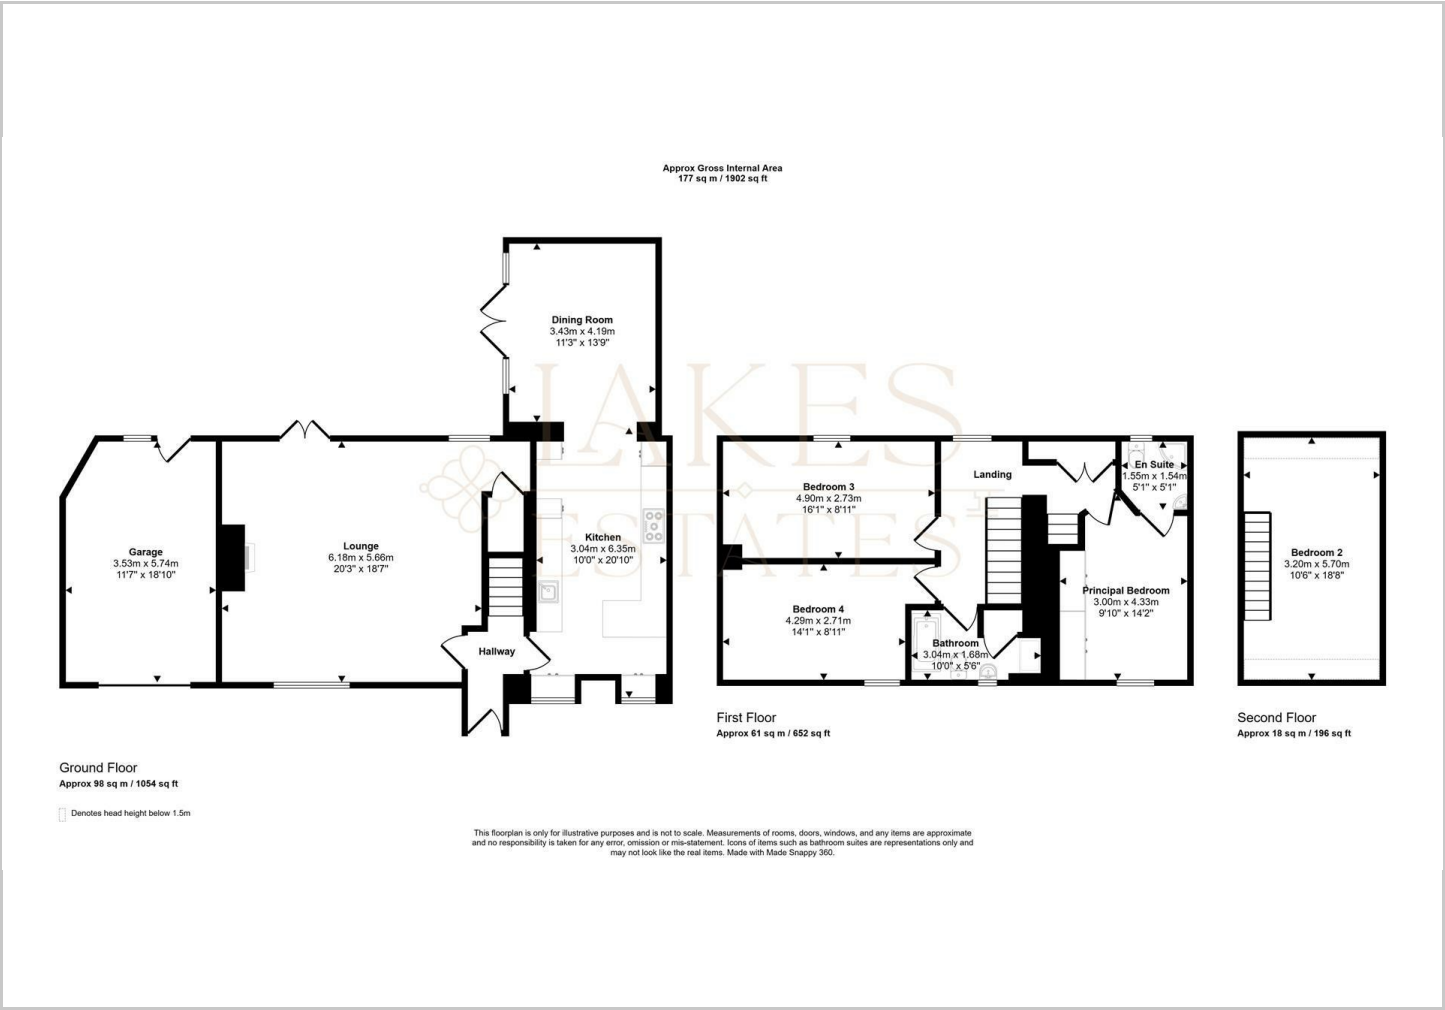 Approx Gross Internal Area
177 sq m / 1902 sq ft
LAKES
ESTATES
Dining Room
3.43m x 4.19m
11'3" x 13'9"
Garage
3.53m x 5.74m
11'7" x 18'10"
Lounge
6.18m x 5.66m
20'3" x 18'7"
Kitchen
3.04m x 6.35m
10'0" x 20'10"
Hallway
Bedroom 3
4.90m x 2.73m
16'1" x 8'11"
Landing
En Suite
1.55m x 1.54m
5'1" x 5'1"
Bedroom 4
4.29m x 2.71m
14'1" x 8'11"
Principal Bedroom
3.00m x 4.33m
9'10" x 14'2"
Bathroom
3.04m x 1.68m
10'0" x 5'6"
Bedroom 2
3.20m x 5.70m
10'6" x 18'8"
First Floor
Approx 61 sq m / 652 sq ft
Second Floor
Approx 18 sq m / 196 sq ft
Ground Floor
Approx 98 sq m / 1054 sq ft
Denotes head height below 1.5m
This floorplan is only for illustrative purposes and is not to scale. Measurements of rooms, doors, windows, and any items are approximate
and no responsibility is taken for any error, omission or mis-statement. Icons of items such as bathroom suites are representations only and
may not look like the real items. Made with Made Snappy 360.